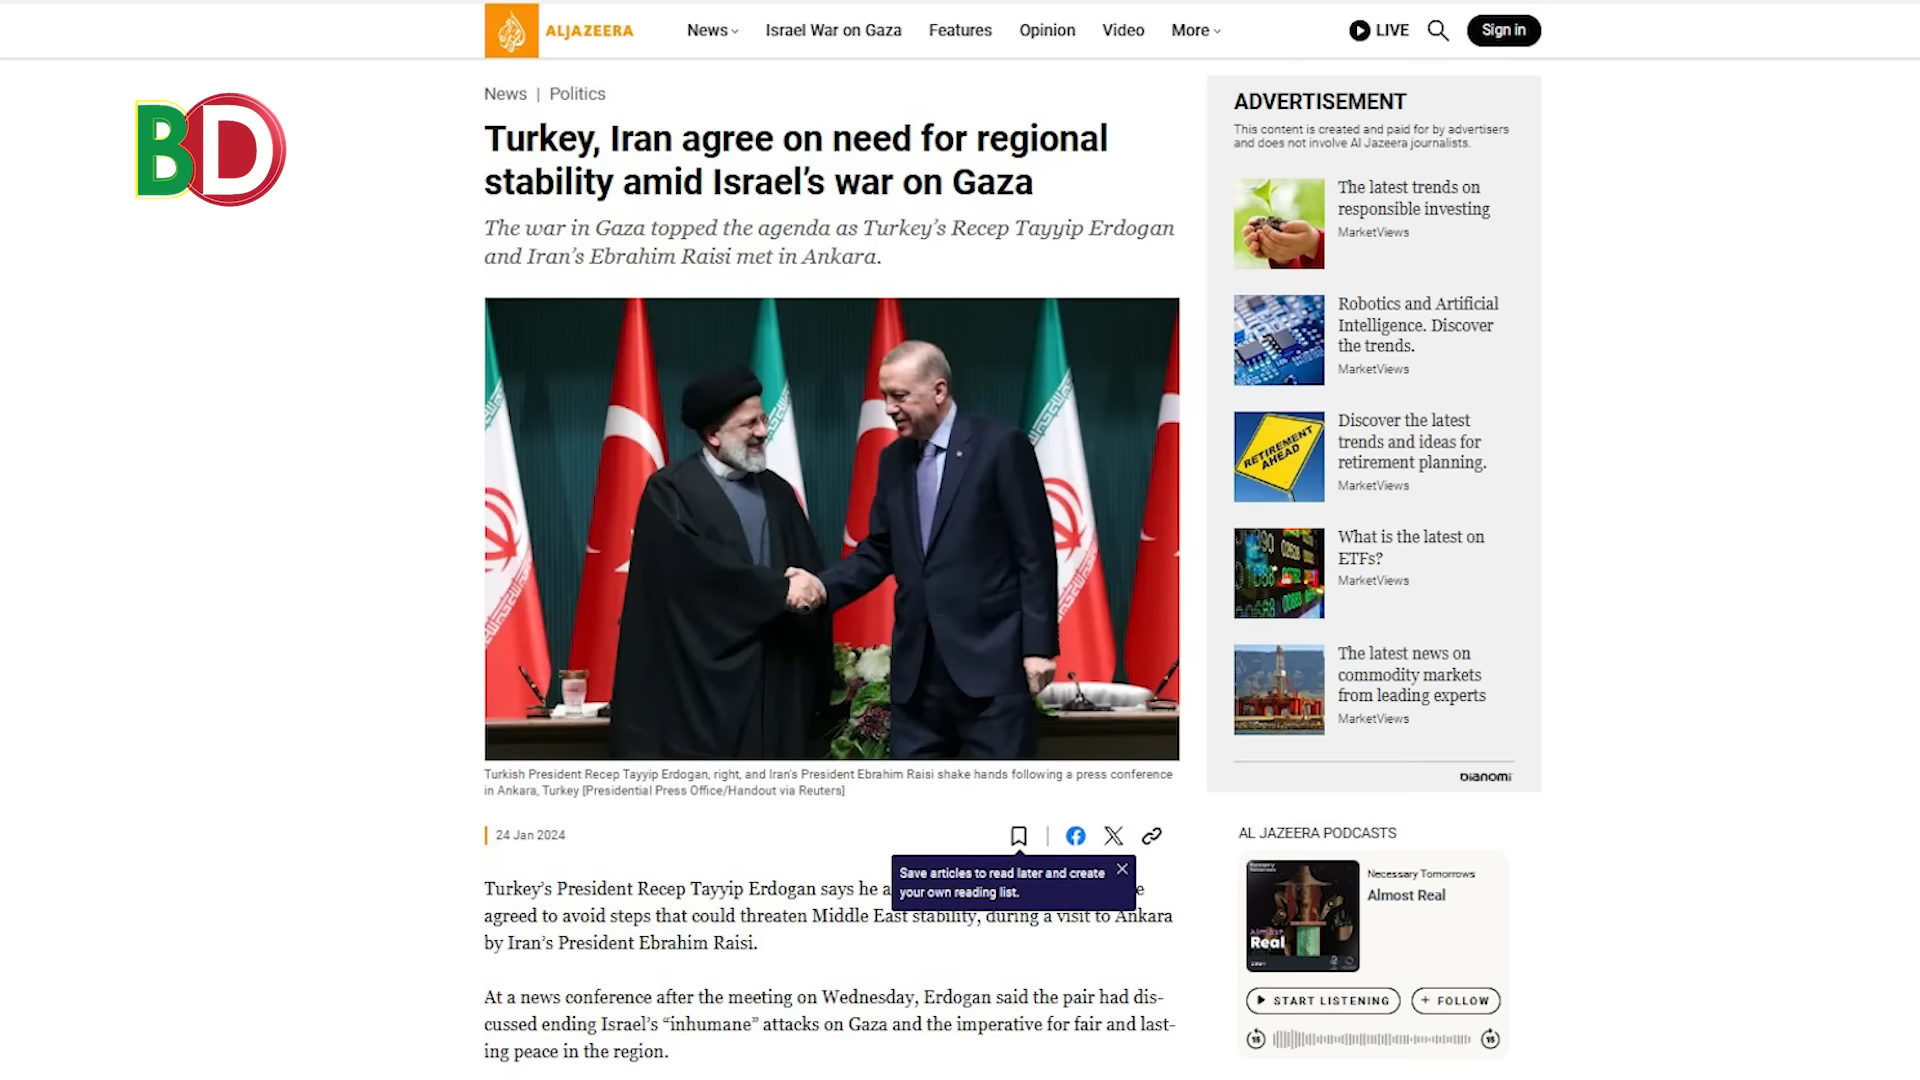 ALJAZEERA
News
Israel War on Gaza
Features
Opinion
Video
More
LIVE
Sign in
BD
News | Politics
Turkey, Iran agree on need for regional
stability amid Israel’s war on Gaza
The war in Gaza topped the agenda as Turkey’s Recep Tayyip Erdogan
and Iran’s Ebrahim Raisi met in Ankara.
Turkish President Recep Tayyip Erdogan, right, and Iran's President Ebrahim Raisi shake hands following a press conference
in Ankara, Turkey [Presidential Press Office/Handout via Reuters]
24 Jan 2024
Save articles to read later and create
your own reading list.
Turkey’s President Recep Tayyip Erdogan says he a
agreed to avoid steps that could threaten Middle East stability, during a visit to Ankara
by Iran’s President Ebrahim Raisi.
At a news conference after the meeting on Wednesday, Erdogan said the pair had dis-
cussed ending Israel’s “inhumane” attacks on Gaza and the imperative for fair and last-
ing peace in the region.
ADVERTISEMENT
This content is created and paid for by advertisers
and does not involve Al Jazeera journalists.
The latest trends on
responsible investing
MarketViews
Robotics and Artificial
Intelligence. Discover
the trends.
MarketViews
RETIREMENT
AHEAD
Discover the latest
trends and ideas for
retirement planning.
MarketViews
What is the latest on
ETFs?
MarketViews
The latest news on
commodity markets
from leading experts
MarketViews
DIANOMI
AL JAZEERA PODCASTS
Necessary Tomorrows
Almost Real
Almost
Real
START LISTENING
+ FOLLOW
15
15